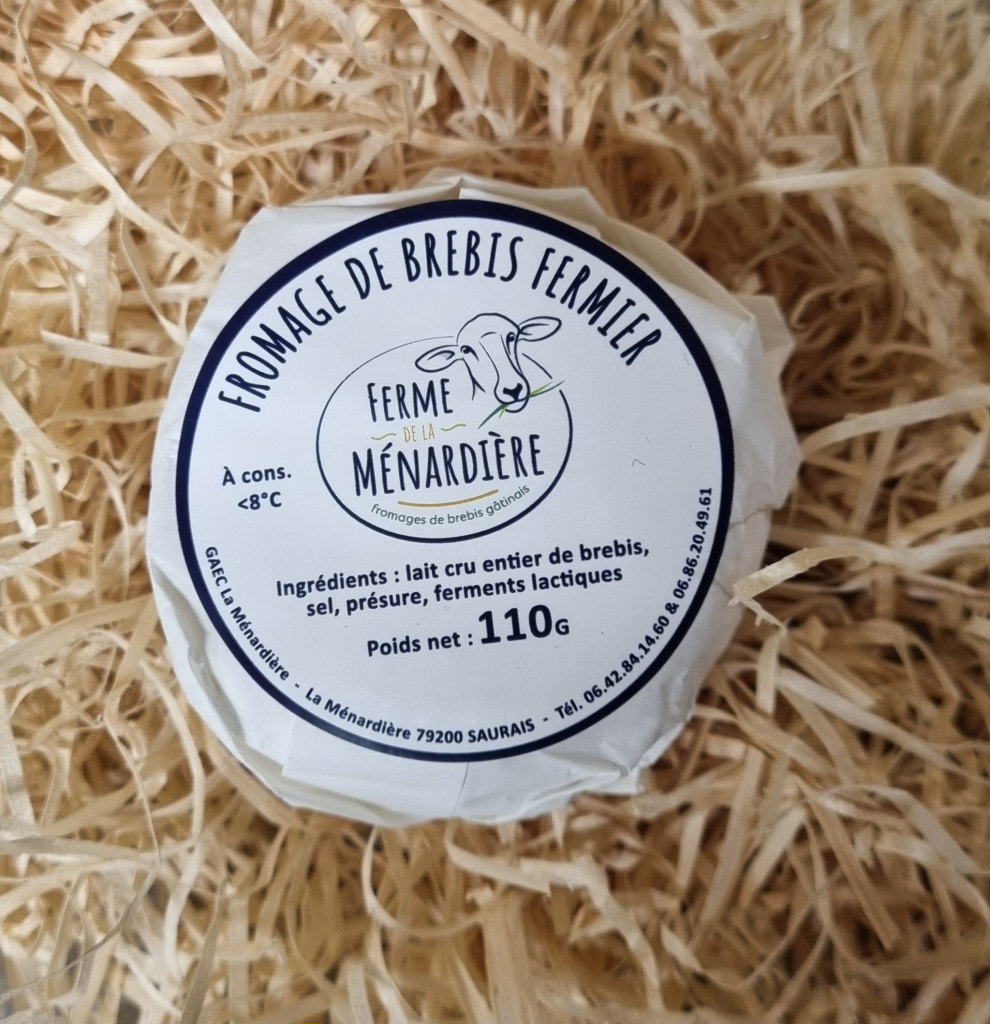 FROMAGE DE BREBIS FERMIER
FERME
DE LA
MÉNARDIÈRE
fromages de brebis gâtinais
À cons.
<8°C
Ingrédients : lait cru entier de brebis,
sel, présure, ferments lactiques
Poids net : 110G
GAEC La Ménardière - La Ménardière 79200 SAURAIS - Tél. 06.42.84.14.60 & 06.86.20.49.61